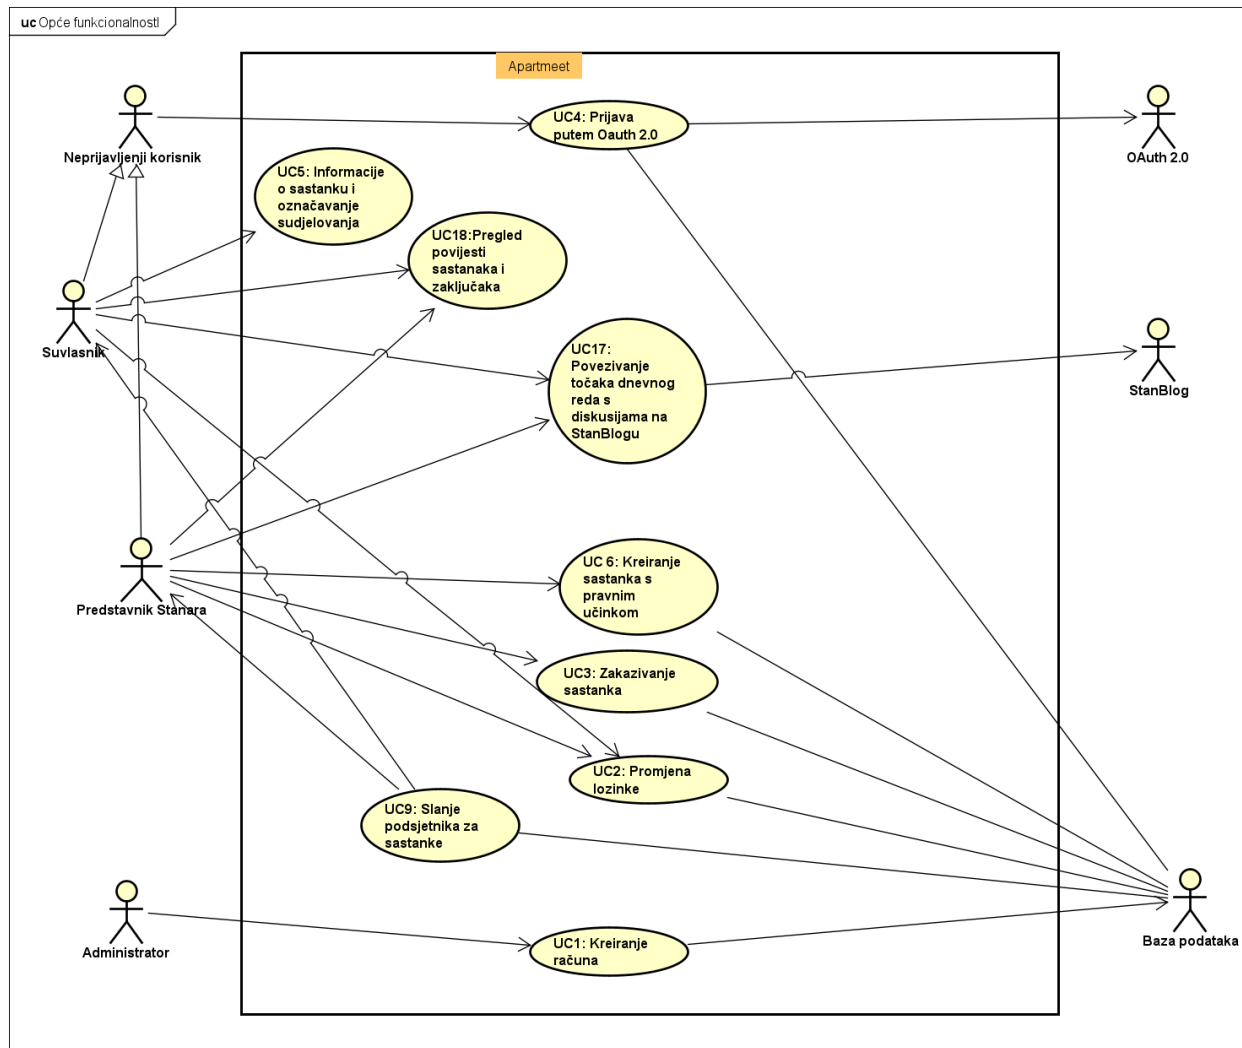 uc Opće funkcionalnostI
Apartmeet
Neprijavljenji korisnik
UC4: Prijava
putem Oauth 2.0
OAuth 2.0
UC5: Informacije
o sastanku i
označavanje
sudjelovanja
UC18:Pregled
povijesti
sastanaka i
zaključaka
Suvlasnik
UC17:
Povezivanje
točaka dnevnog
reda s
diskusijama na
StanBlogu
StanBlog
Predstavnik Stanara
UC 6: Kreiranje
sastanka s
pravnim
učinkom
UC3: Zakazivanje
sastanka
UC2: Promjena
lozinke
UC9: Slanje
podsjetnika za
sastanke
Administrator
UC1: Kreiranje
računa
Baza podataka